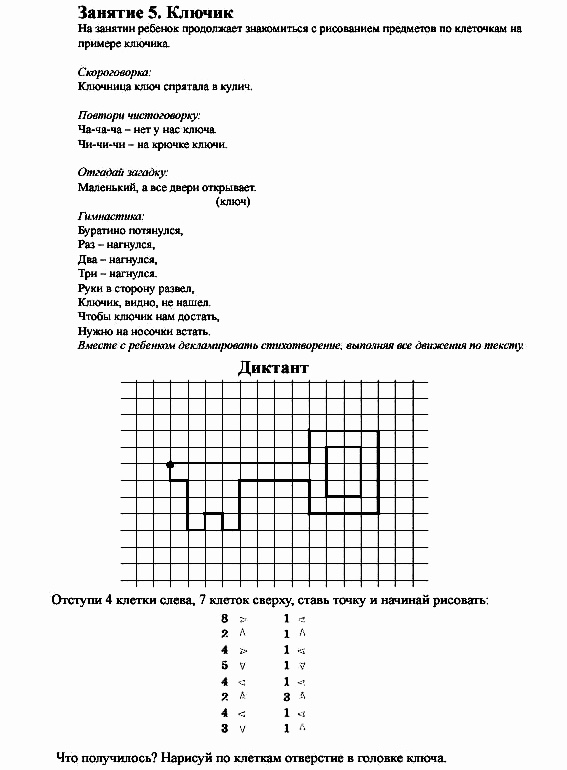 Занятие 5. Ключик
На занятии ребенок продолжает знакомиться с рисованием предметов по клеточкам на
примере ключика.
Скороговорка:
Ключница ключ спрятала в кулич.
Повтори чистоговорку:
Ча-ча-ча – нет у нас ключа.
Чи-чи-чи – на крючке ключи.
Отгадай загадку:
Маленький, а все двери открывает.
(ключ)
Гимнастика:
Буратино потянулся,
Раз – нагнулся,
Два – нагнулся,
Три – нагнулся.
Руки в сторону развел,
Ключик, видно, не нашел.
Чтобы ключик нам достать,
Нужно на носочки встать.
Вместе с ребенком декламировать стихотворение, выполняя все движения по тексту.
Диктант
Отступи 4 клетки слева, 7 клеток сверху, ставь точку и начинай рисовать:
8 > 1 <
2 ^ 1 ^
4 > 1 <
5 v 1 v
4 < 1 <
2 ^ 3 ^
4 < 1 <
3 v 1 ^
Что получилось? Нарисуй по клеткам отверстие в головке ключа.